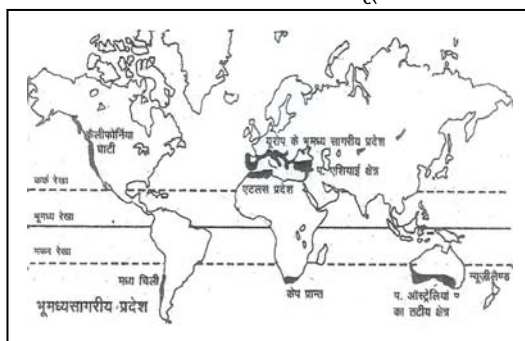 कैलीफोर्निया
घाटी
यूरोप के भूमध्य सागरीय प्रदेश
प. एशियाई क्षेत्र
एटलस प्रदेश
कर्क रेखा
भूमध्य रेखा
मकर रेखा
मध्य चिली
केप प्रान्त
न्यूजीलैण्ड
प. ऑस्ट्रेलिया
का तटीय क्षेत्र
भूमध्यसागरीय प्रदेश